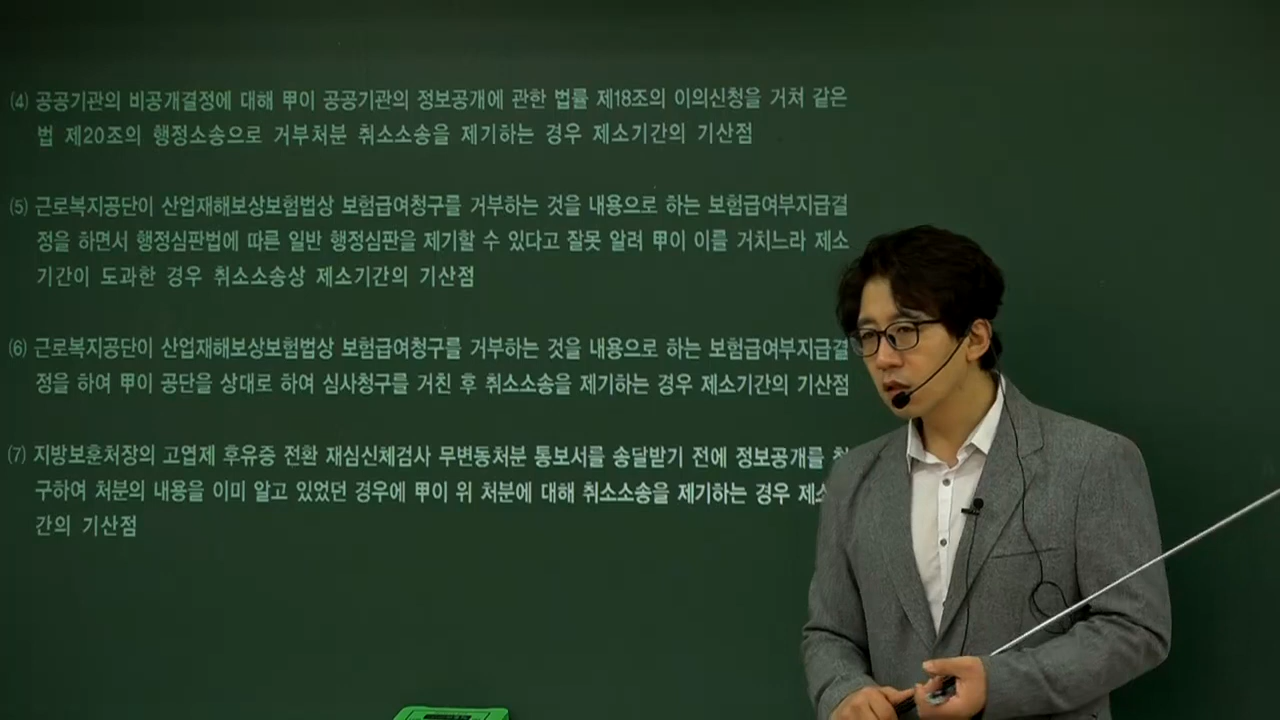 (4) 공공기관의 비공개결정에 대해 甲이 공공기관의 정보공개에 관한 법률 제18조의 이의신청을 거쳐 같은
법 제20조의 행정소송으로 거부처분 취소소송을 제기하는 경우 제소기간의 기산점
(5) 근로복지공단이 산업재해보상보험법상 보험급여청구를 거부하는 것을 내용으로 하는 보험급여부지급결
정을 하면서 행정심판법에 따른 일반 행정심판을 제기할 수 있다고 잘못 알려 甲이 이를 거치느라 제소
기간이 도과한 경우 취소소송상 제소기간의 기산점
(6) 근로복지공단이 산업재해보상보험법상 보험급여청구를 거부하는 것을 내용으로 하는 보험급여부지급결
정을 하여 甲이 공단을 상대로 하여 심사청구를 거친 후 취소소송을 제기하는 경우 제소기간의 기산점
(7) 지방보훈처장의 고엽제 후유증 전환 재심신체검사 무변동처분 통보서를 송달받기 전에 정보공개를
구하여 처분의 내용을 이미 알고 있었던 경우에 甲이 위 처분에 대해 취소소송을 제기하는 경우
간의 기산점